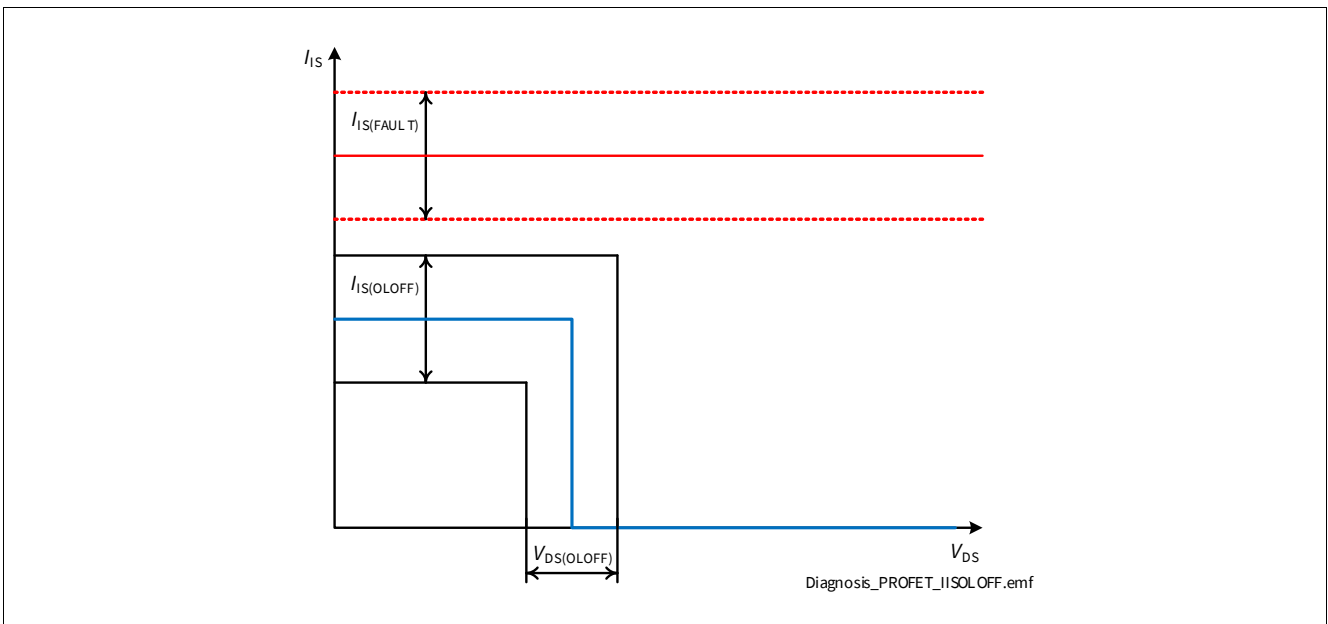 IIS
IIS(FAULT)
IIS(OLOFF)
VDS(OLOFF)
VDS
Diagnosis_PROFET_IISOLOFF.emf